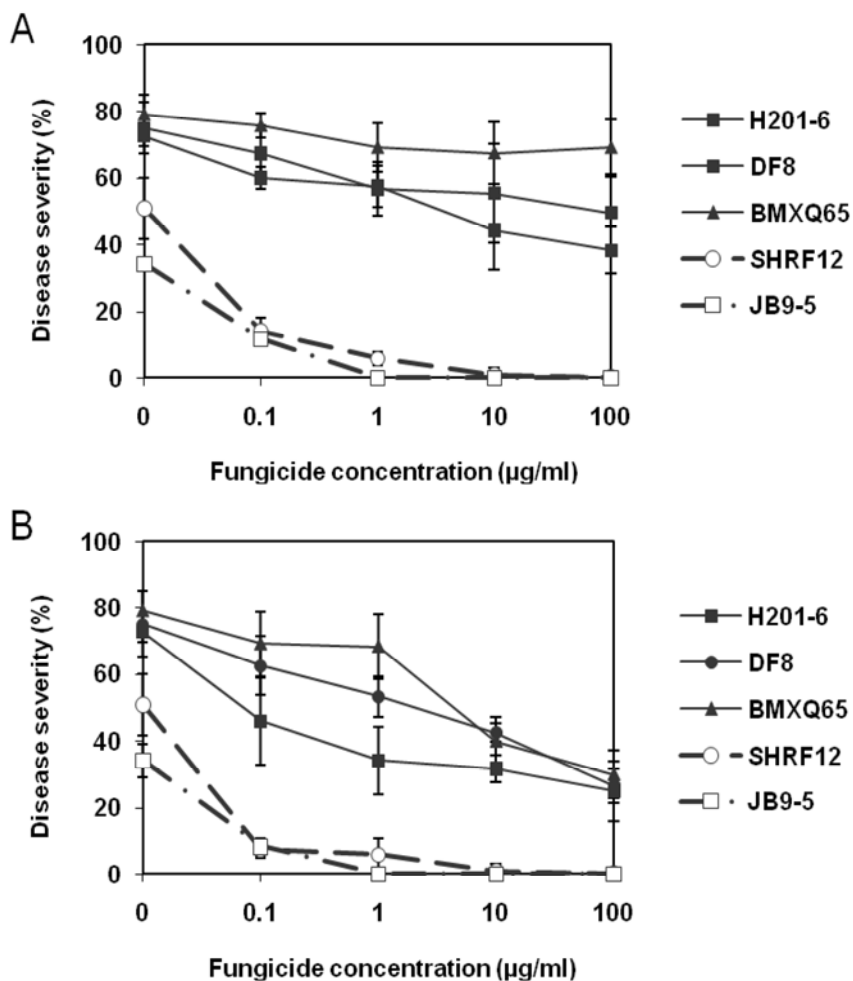 A
100
80
60
40
20
0
Disease severity (%)
0 0.1 1 10 100
Fungicide concentration (µg/ml)
H201-6
DF8
BMXQ65
SHRF12
JB9-5
B
100
80
60
40
20
0
Disease severity (%)
0 0.1 1 10 100
Fungicide concentration (µg/ml)
H201-6
DF8
BMXQ65
SHRF12
JB9-5